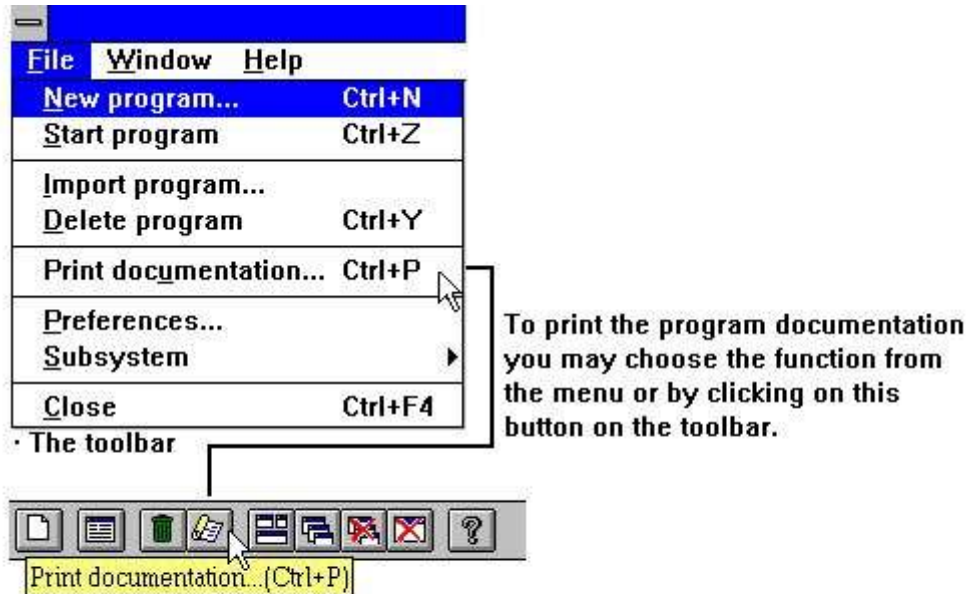 File Window Help
New program... Ctrl+N
Start program Ctrl+Z
Import program...
Delete program Ctrl+Y
Print documentation... Ctrl+P
Preferences...
Subsystem
Close Ctrl+F4
To print the program documentation
you may choose the function from
the menu or by clicking on this
button on the toolbar.
· The toolbar
?
Print documentation...(Ctrl+P)